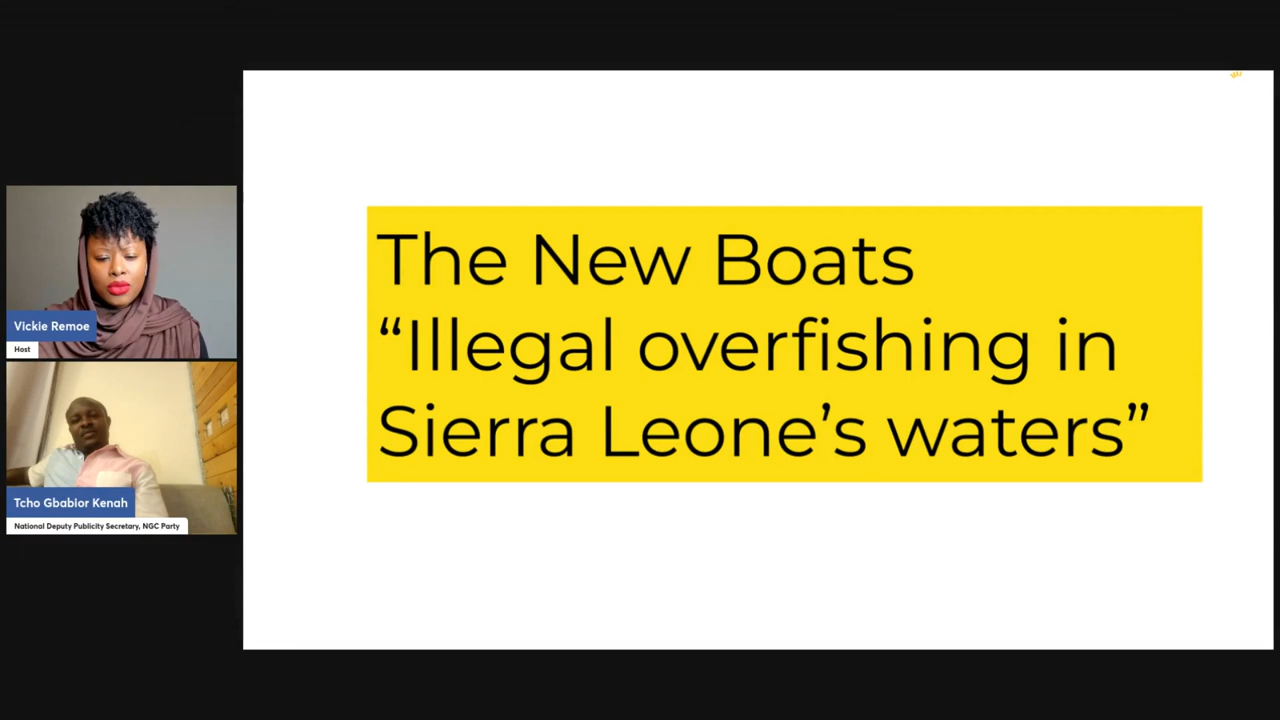 Vickie Remoe
Host
Tcho Gbabior Kenah
National Deputy Publicity Secretary, NGC Party
The New Boats
“Illegal overfishing in
Sierra Leone’s waters”